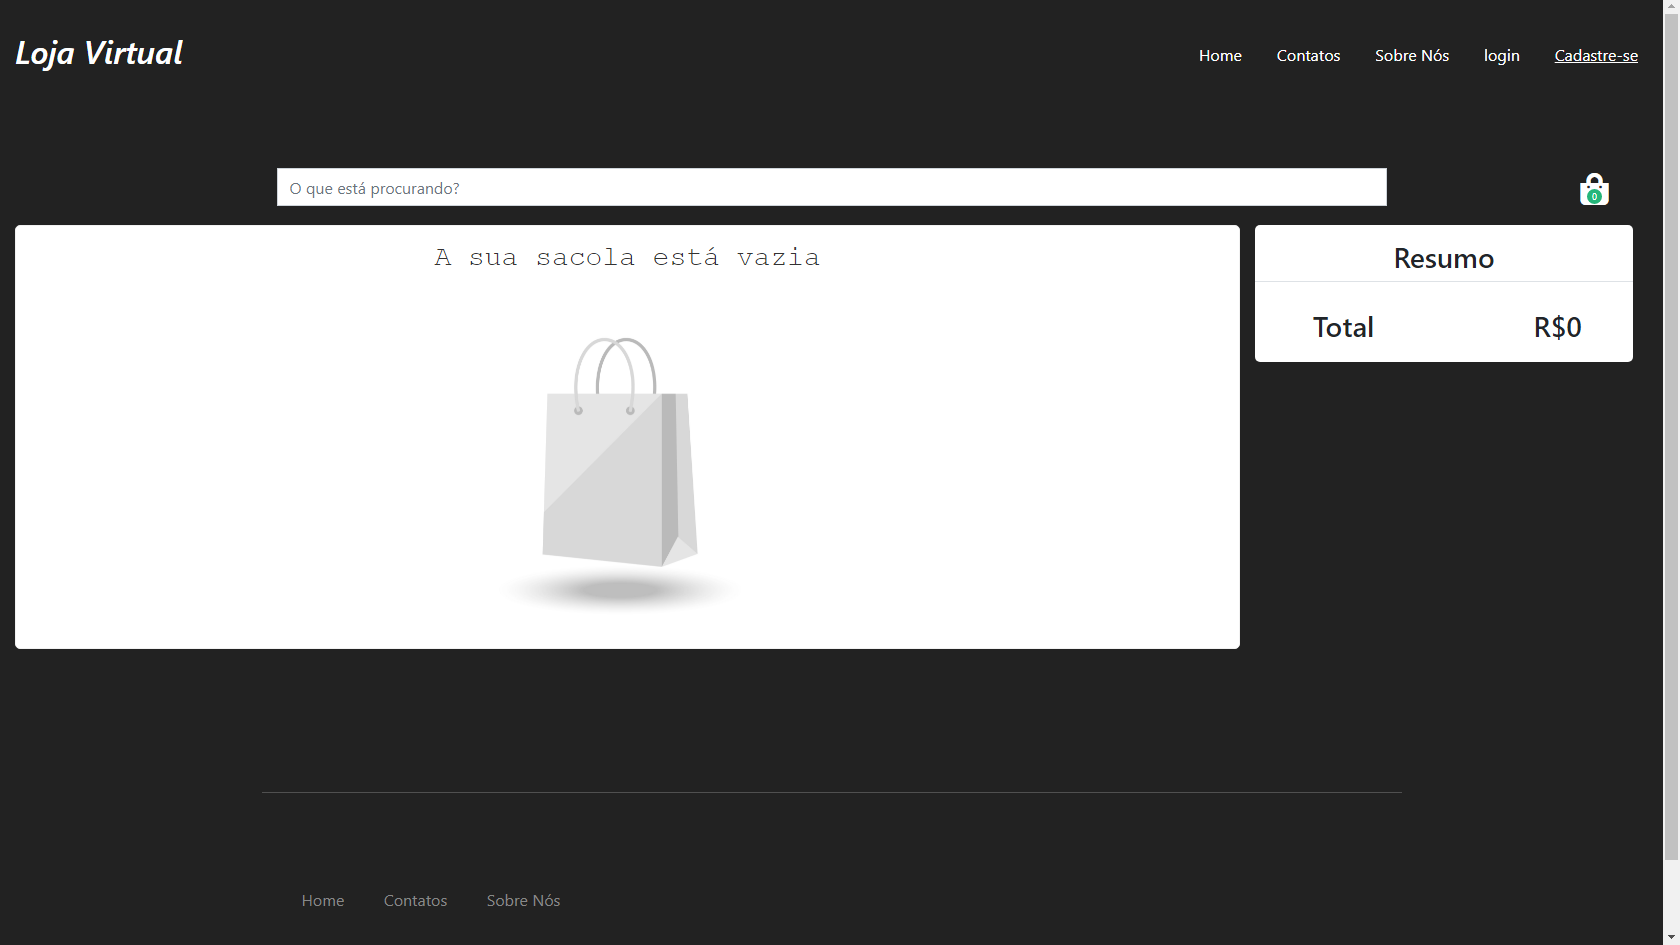 Loja Virtual
Home Contatos Sobre Nós login Cadastre-se
O que está procurando?
0
A sua sacola está vazia
Resumo
Total R$0
Home Contatos Sobre Nós